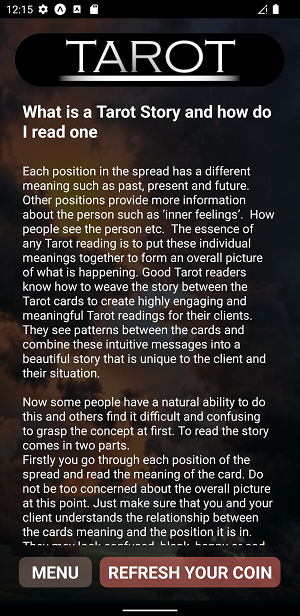 12:15
TAROT
What is a Tarot Story and how do
I read one
Each position in the spread has a different
meaning such as past, present and future.
Other positions provide more information
about the person such as ‘inner feelings’.  How
people see the person etc.  The essence of
any Tarot reading is to put these individual
meanings together to form an overall picture
of what is happening. Good Tarot readers
know how to weave the story between the
Tarot cards to create highly engaging and
meaningful Tarot readings for their clients.
They see patterns between the cards and
combine these intuitive messages into a
beautiful story that is unique to the client and
their situation.
Now some people have a natural ability to do
this and others find it difficult and confusing
to grasp the concept at first. To read the story
comes in two parts.
Firstly you go through each position of the
spread and read the meaning of the card. Do
not be too concerned about the overall picture
at this point. Just make sure that you and your
client understands the relationship between
the cards meaning and the position it is in.
They may look confused, blank, happy or sad
MENU
REFRESH YOUR COIN